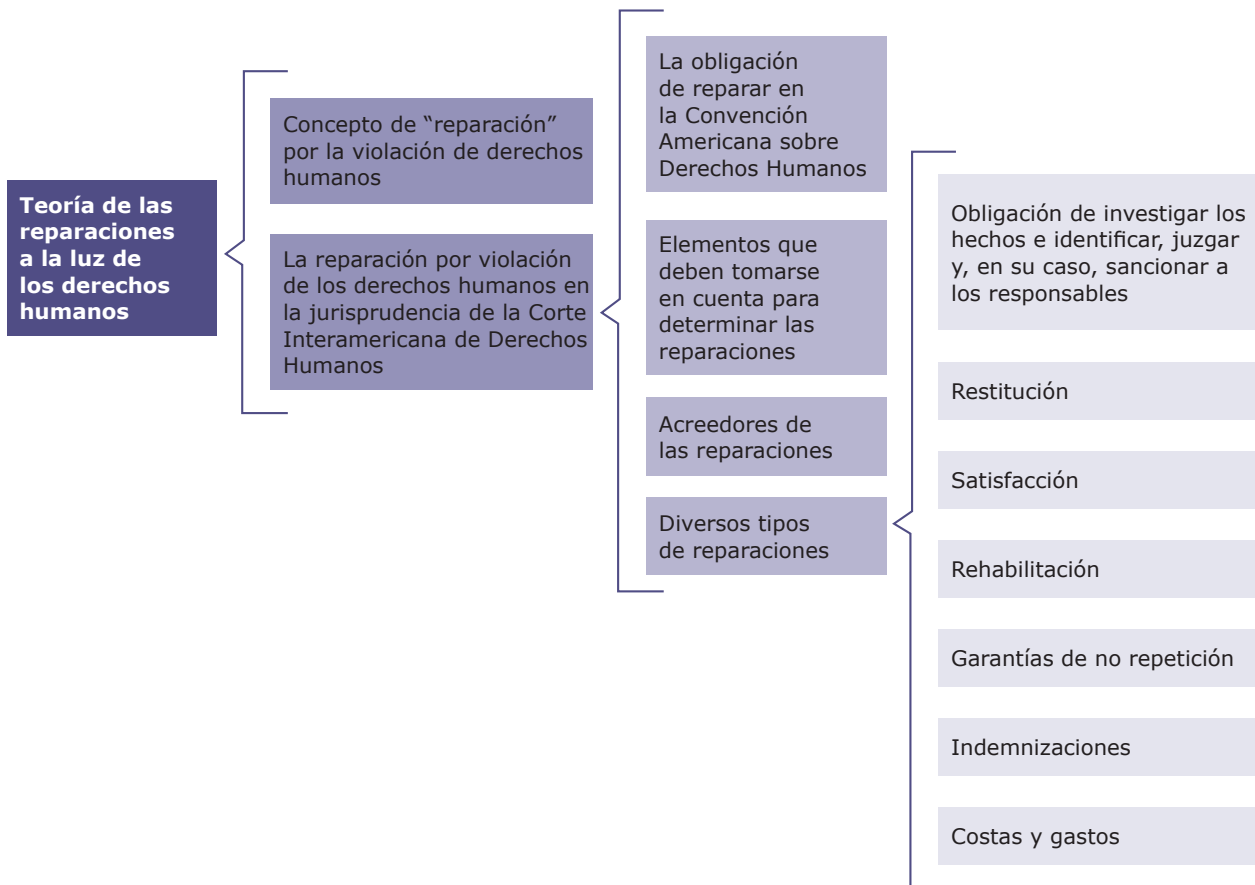 Teoría de las
reparaciones
a la luz de
los derechos
humanos
Concepto de “reparación”
por la violación de derechos
humanos
La reparación por violación
de los derechos humanos en
la jurisprudencia de la Corte
Interamericana de Derechos
Humanos
La obligación
de reparar en
la Convención
Americana sobre
Derechos Humanos
Elementos que
deben tomarse
en cuenta para
determinar las
reparaciones
Acreedores de
las reparaciones
Diversos tipos
de reparaciones
Obligación de investigar los
hechos e identificar, juzgar
y, en su caso, sancionar a
los responsables
Restitución
Satisfacción
Rehabilitación
Garantías de no repetición
Indemnizaciones
Costas y gastos